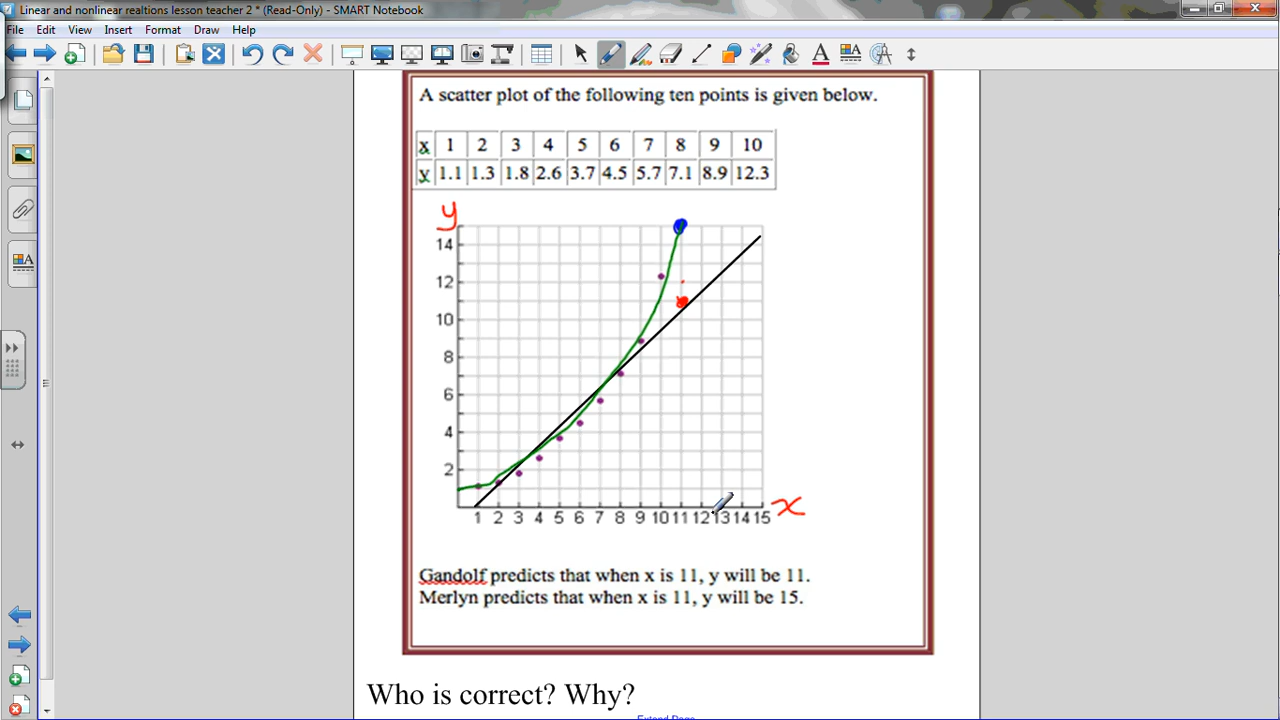 Linear and nonlinear realtions lesson teacher 2 * (Read-Only) - SMART Notebook
File Edit View Insert Format Draw Help
A scatter plot of the following ten points is given below.
x 1 2 3 4 5 6 7 8 9 10
y 1.1 1.3 1.8 2.6 3.7 4.5 5.7 7.1 8.9 12.3
y
14
12
10
8
6
4
2
1 2 3 4 5 6 7 8 9 10 11 12 13 14 15
x
Gandolf predicts that when x is 11, y will be 11.
Merlyn predicts that when x is 11, y will be 15.
Who is correct? Why?
Extend Page